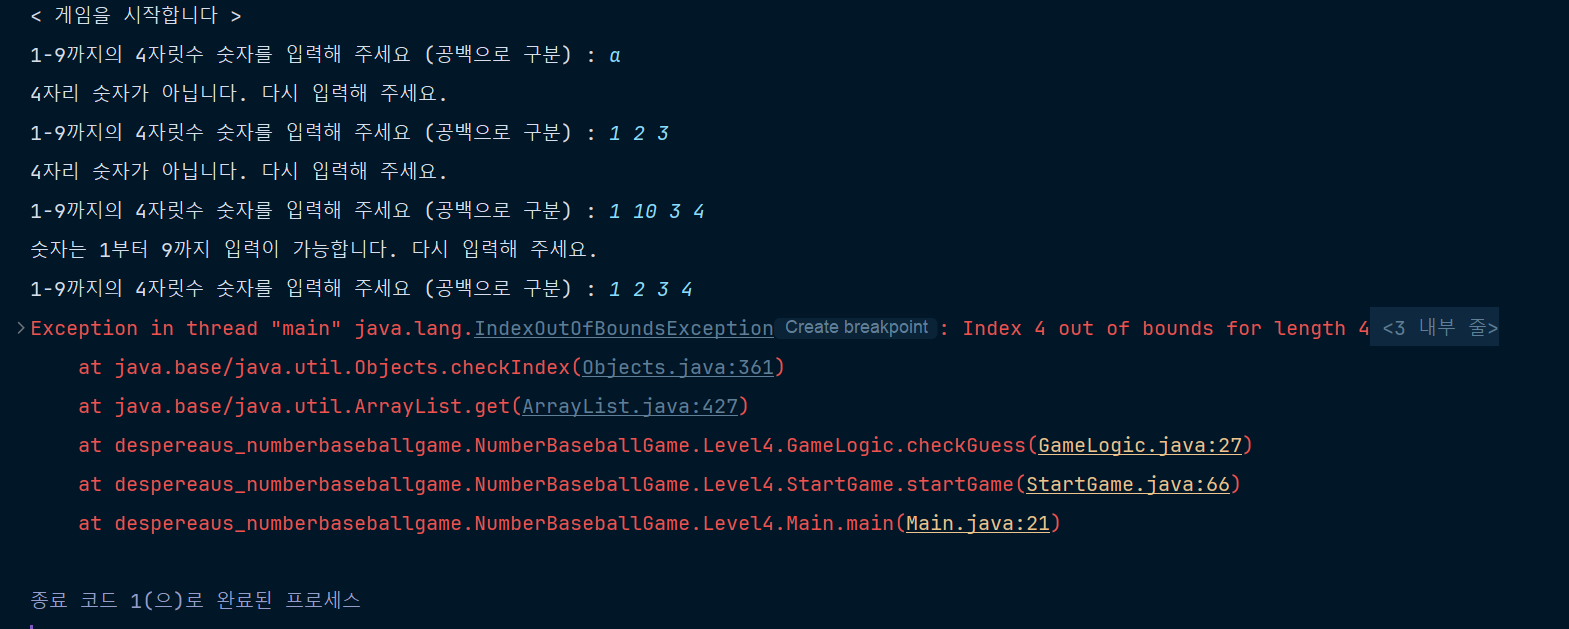 < 게임을 시작합니다 >
1-9까지의 4자릿수 숫자를 입력해 주세요 (공백으로 구분) : a
4자리 숫자가 아닙니다. 다시 입력해 주세요.
1-9까지의 4자릿수 숫자를 입력해 주세요 (공백으로 구분) : 1 2 3
4자리 숫자가 아닙니다. 다시 입력해 주세요.
1-9까지의 4자릿수 숫자를 입력해 주세요 (공백으로 구분) : 1 10 3 4
숫자는 1부터 9까지 입력이 가능합니다. 다시 입력해 주세요.
1-9까지의 4자릿수 숫자를 입력해 주세요 (공백으로 구분) : 1 2 3 4
Exception in thread "main" java.lang.IndexOutOfBoundsException Create breakpoint : Index 4 out of bounds for length 4 <3 내부 줄>
at java.base/java.util.Objects.checkIndex(Objects.java:361)
at java.base/java.util.ArrayList.get(ArrayList.java:427)
at despereaus_numberbaseballgame.NumberBaseballGame.Level4.GameLogic.checkGuess(GameLogic.java:27)
at despereaus_numberbaseballgame.NumberBaseballGame.Level4.StartGame.startGame(StartGame.java:66)
at despereaus_numberbaseballgame.NumberBaseballGame.Level4.Main.main(Main.java:21)
종료 코드 1(으)로 완료된 프로세스